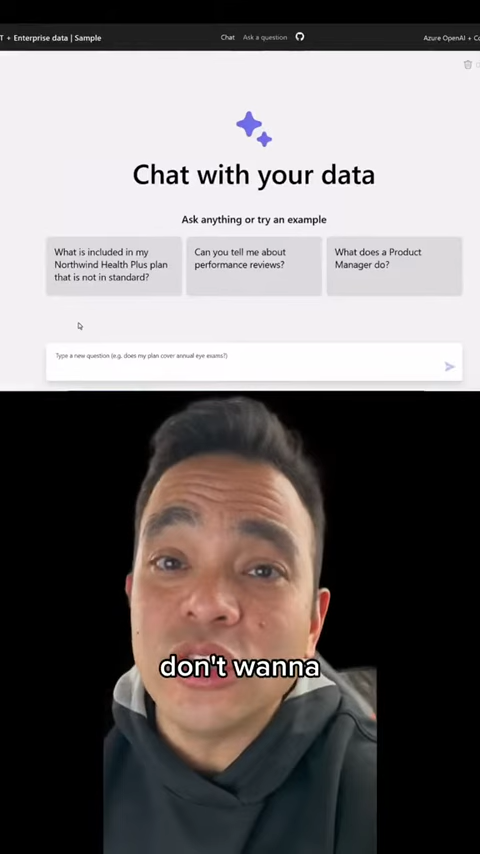 T + Enterprise data | Sample
Chat
Ask a question
Azure OpenAI + Co
Chat with your data
Ask anything or try an example
What is included in my
Northwind Health Plus plan
that is not in standard?
Can you tell me about
performance reviews?
What does a Product
Manager do?
Type a new question (e.g. does my plan cover annual eye exams?)
don't wanna